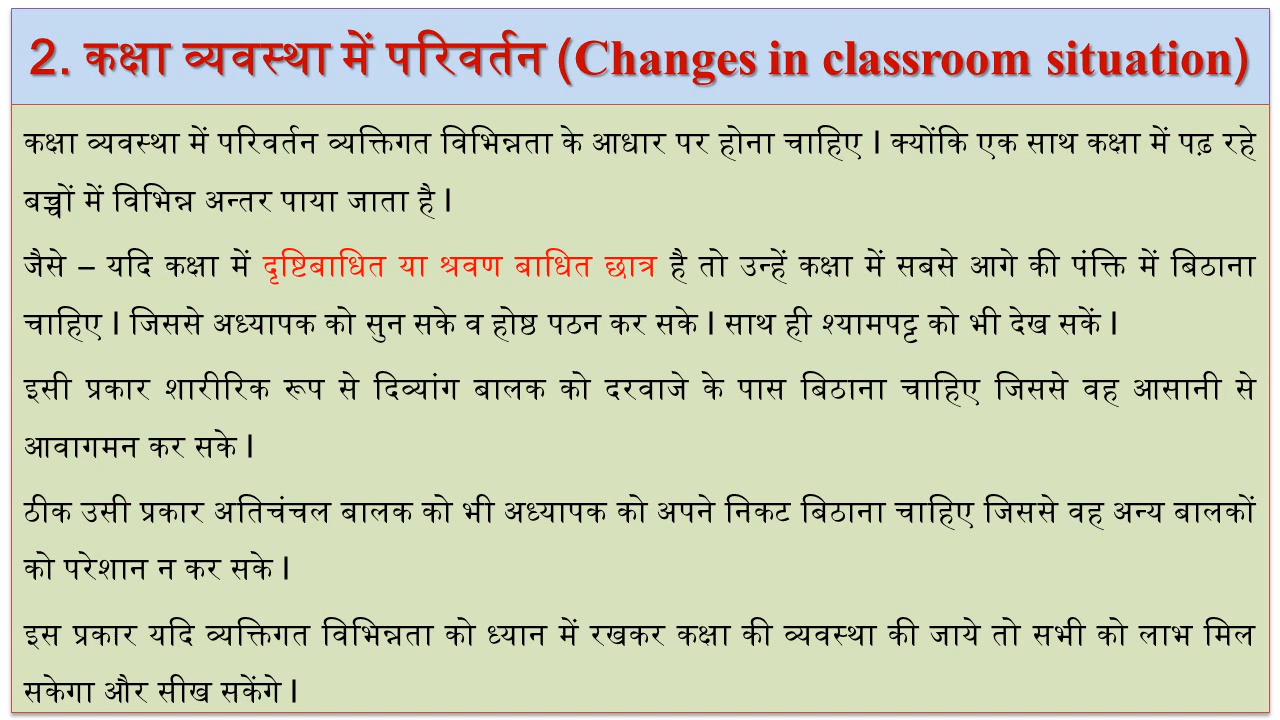 2. कक्षा व्यवस्था में परिवर्तन (Changes in classroom situation)
कक्षा व्यवस्था में परिवर्तन व्यक्तिगत विभिन्नता के आधार पर होना चाहिए । क्योंकि एक साथ कक्षा में पढ़ रहे
बच्चों में विभिन्न अन्तर पाया जाता है ।
जैसे – यदि कक्षा में दृष्टिबाधित या श्रवण बाधित छात्र है तो उन्हें कक्षा में सबसे आगे की पंक्ति में बिठाना
चाहिए । जिससे अध्यापक को सुन सके व होष्ठ पठन कर सके । साथ ही श्यामपट्ट को भी देख सकें ।
इसी प्रकार शारीरिक रूप से दिव्यांग बालक को दरवाजे के पास बिठाना चाहिए जिससे वह आसानी से
आवागमन कर सके ।
ठीक उसी प्रकार अतिचंचल बालक को भी अध्यापक को अपने निकट बिठाना चाहिए जिससे वह अन्य बालकों
को परेशान न कर सके ।
इस प्रकार यदि व्यक्तिगत विभिन्नता को ध्यान में रखकर कक्षा की व्यवस्था की जाये तो सभी को लाभ मिल
सकेगा और सीख सकेंगे ।